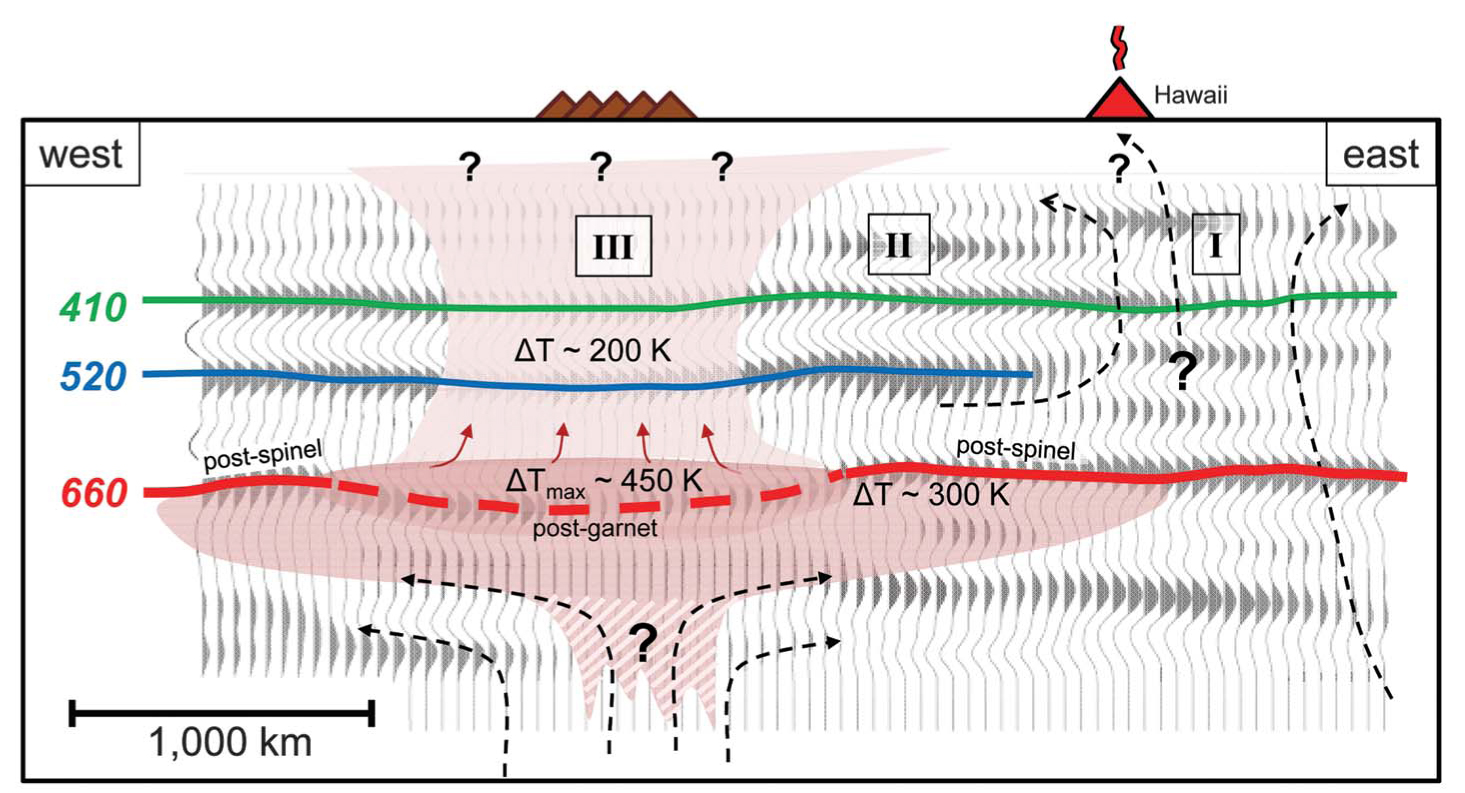 Hawaii
west
east
? ? ? ?
III
II
I
410
ΔT ~ 200 K
?
520
post-spinel
post-spinel
660
ΔTmax ~ 450 K
ΔT ~ 300 K
post-garnet
?
1,000 km